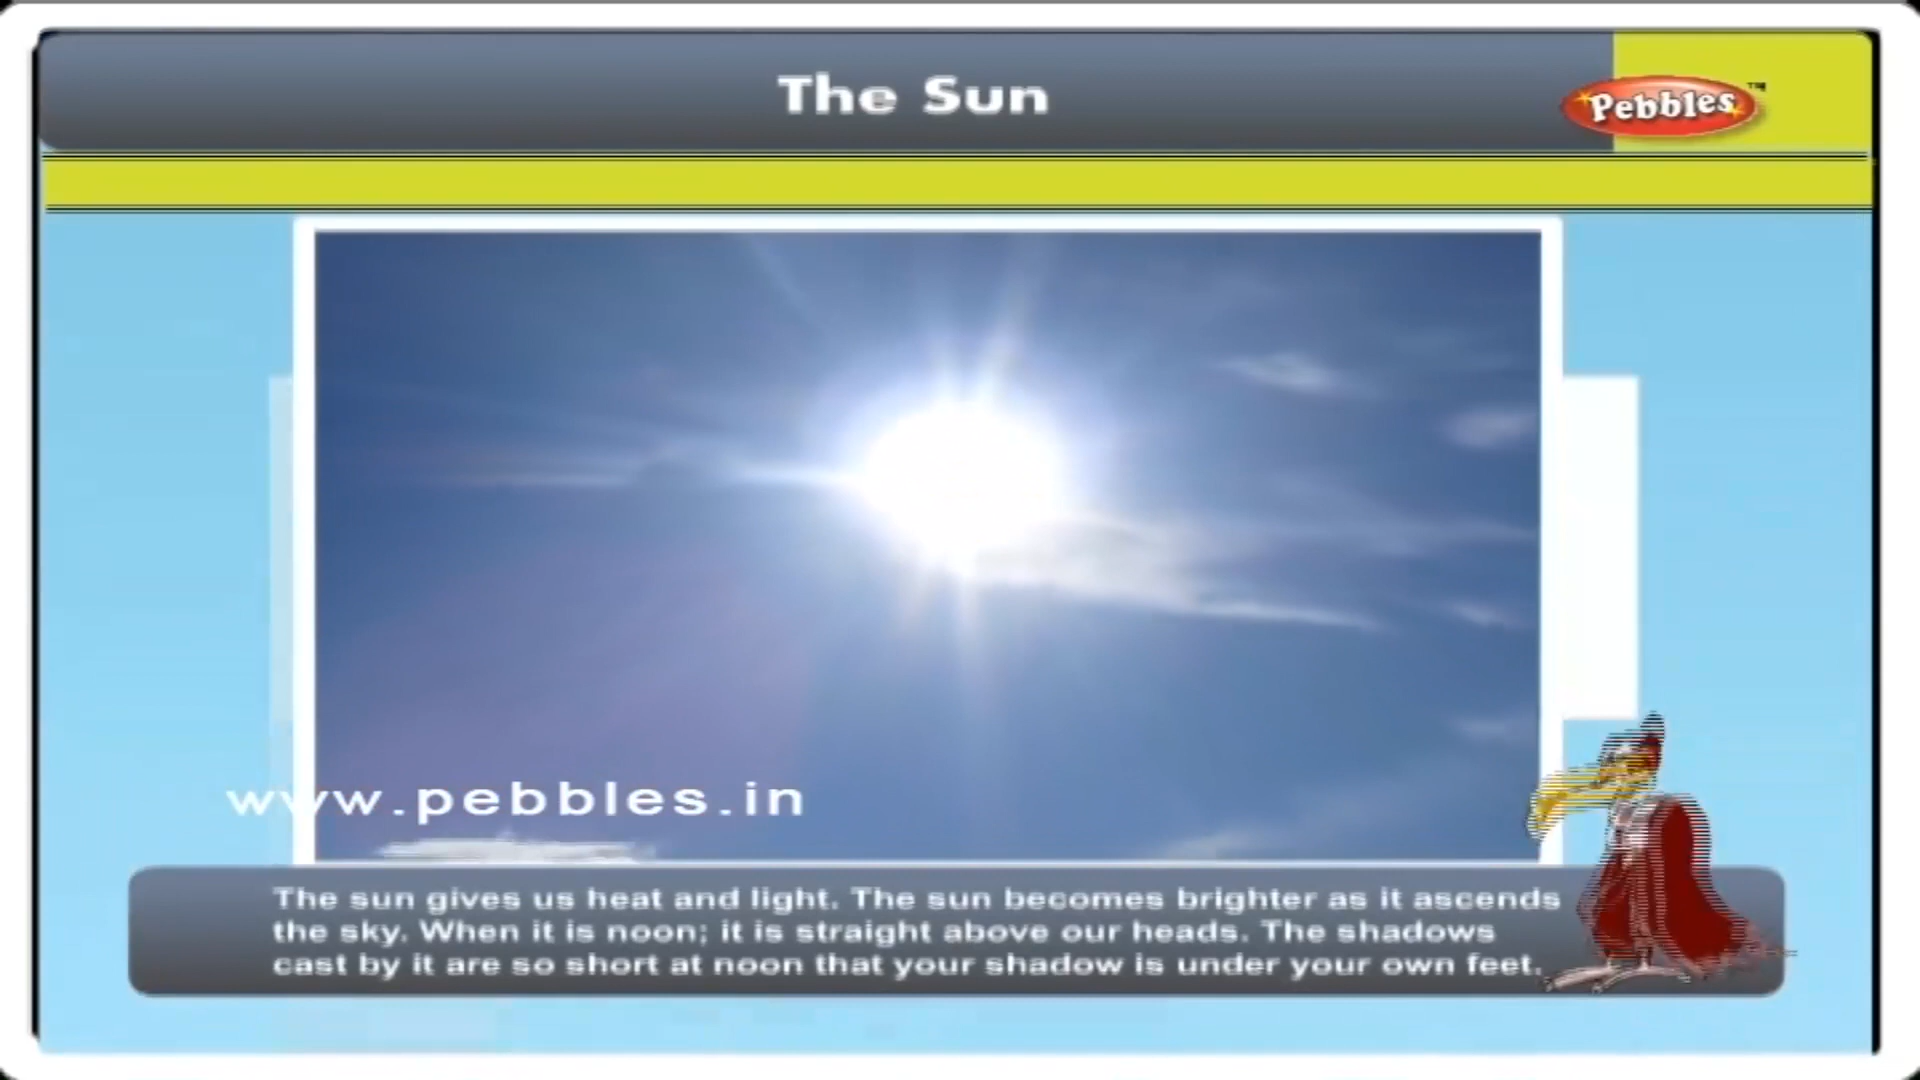 The Sun
Pebbles™
www.pebbles.in
The sun gives us heat and light. The sun becomes brighter as it ascends
the sky. When it is noon; it is straight above our heads. The shadows
cast by it are so short at noon that your shadow is under your own feet.